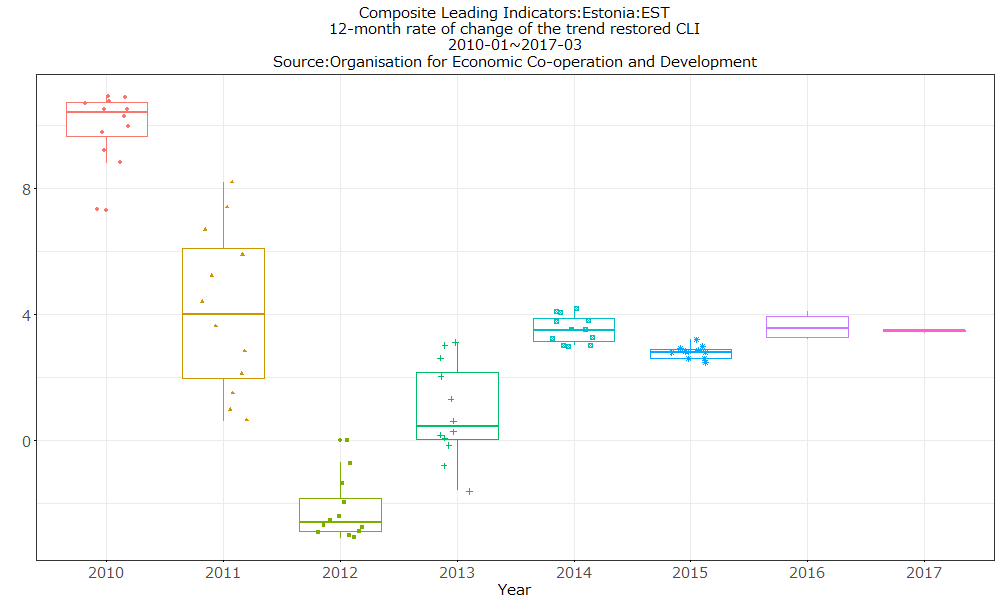 Composite Leading Indicators:Estonia:EST
12-month rate of change of the trend restored CLI
2010-01~2017-03
Source:Organisation for Economic Co-operation and Development
8
4
0
2010 2011 2012 2013 2014 2015 2016 2017
Year